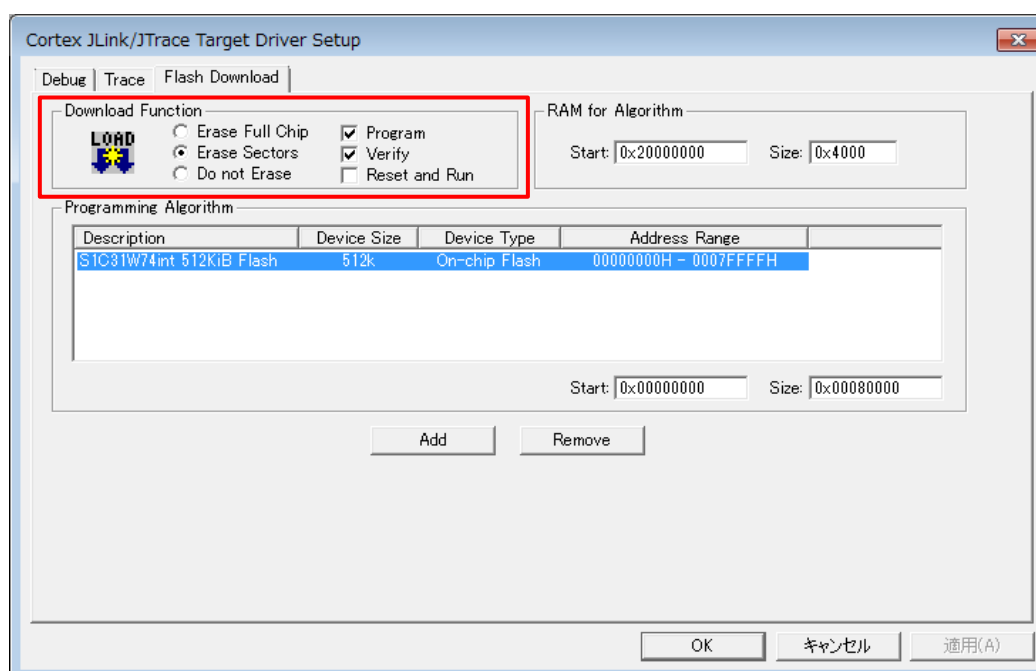 Cortex JLink/JTrace Target Driver Setup
Debug Trace Flash Download
Download Function
LOAD
Erase Full Chip
Erase Sectors
Do not Erase
Program
Verify
Reset and Run
RAM for Algorithm
Start: 0x20000000 Size: 0x4000
Programming Algorithm
Description Device Size Device Type Address Range
S1C31W74int 512KiB Flash 512k On-chip Flash 00000000H - 0007FFFFH
Start: 0x00000000 Size: 0x00080000
Add Remove
OK キャンセル 適用(A)